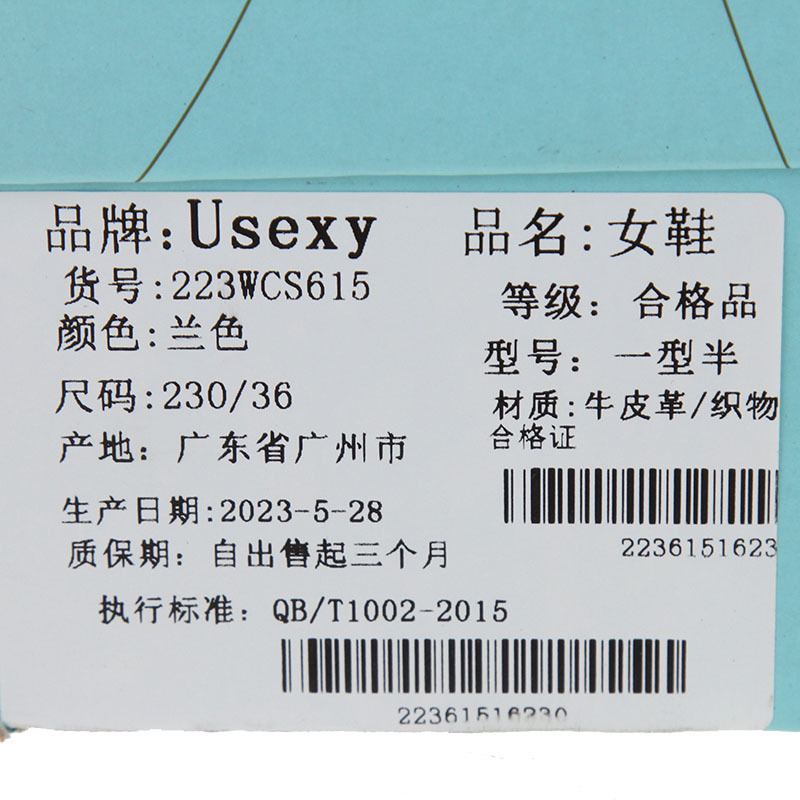 品牌:Usexy 品名:女鞋
货号:223WCS615 等级: 合格品
颜色:兰色 型号: 一型半
尺码:230/36 材质:牛皮革/织物
产地: 广东省广州市 合格证
生产日期:2023-5-28
质保期: 自出售起三个月 2236151623
执行标准: QB/T1002-2015
22361516230